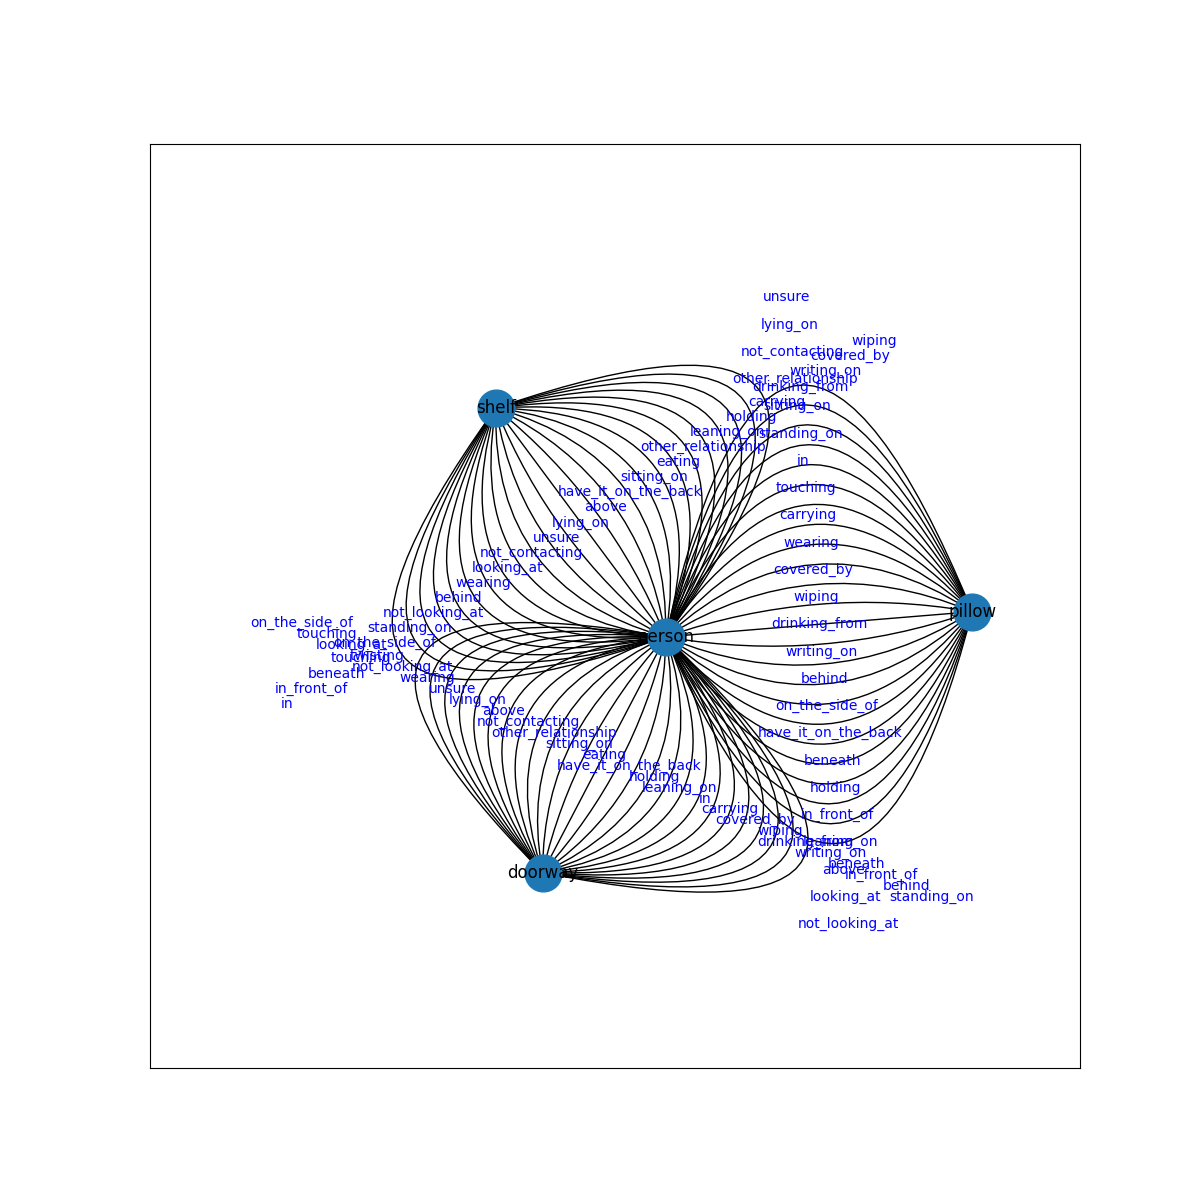 unsure
lying_on
wiping
not_contacting
covered_by
writing_on
other_relationship
drinking_from
carrying
sitting_on
shelf
holding
leaning_on
standing_on
other_relationship
eating
in
sitting_on
touching
have_it_on_the_back
above
carrying
lying_on
unsure
wearing
not_contacting
looking_at
covered_by
wearing
behind
wiping
not_looking_at
pillow
on_the_side_of
drinking_from
standing_on
touching
person
on_the_side_of
looking_at
writing_on
twisting
touching
not_looking_at
beneath
wearing
behind
in_front_of
unsure
lying_on
in
on_the_side_of
above
not_contacting
other_relationship
have_it_on_the_back
sitting_on
eating
beneath
have_it_on_the_back
holding
leaning_on
holding
in
carrying
in_front_of
covered_by
wiping
drinking_from
leaning_on
writing_on
beneath
above
doorway
in_front_of
behind
looking_at
standing_on
not_looking_at